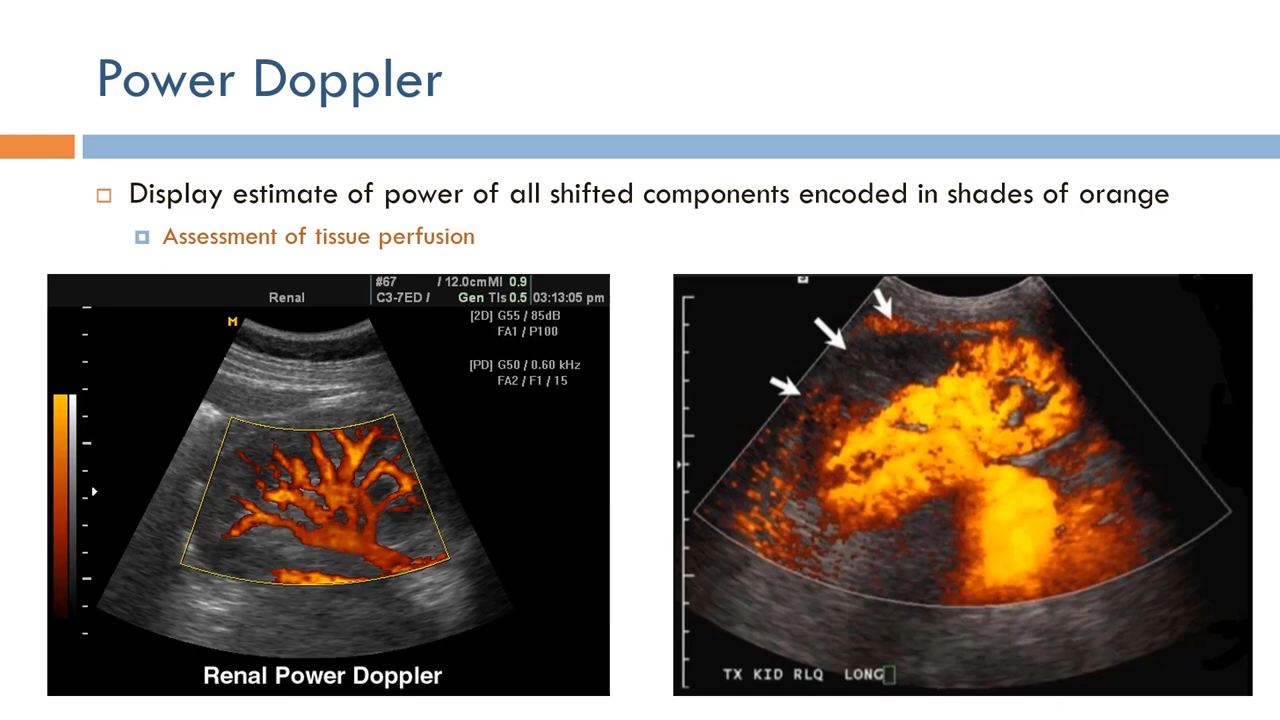 Power Doppler
Display estimate of power of all shifted components encoded in shades of orange
Assessment of tissue perfusion
#67 / 12.0cm MI 0.9
Renal C3-7ED / Gen TIs 0.5 03:13:05 pm
M
[2D] G55 / 85dB
FA1 / P100
[PD] G50 / 0.60 kHz
FA2 / F1 / 15
Renal Power Doppler
TX KID RLQ LONG